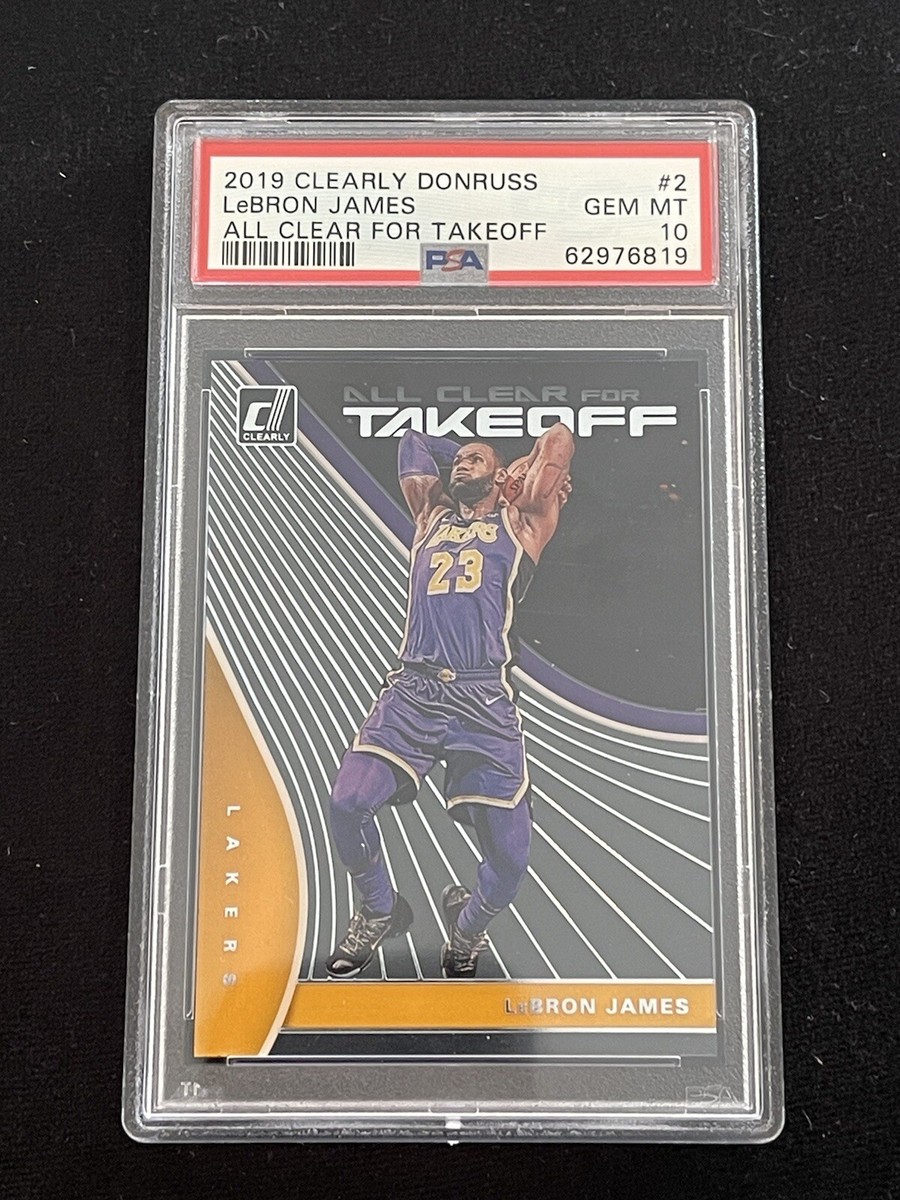 2019 CLEARLY DONRUSS #2
LeBRON JAMES GEM MT
ALL CLEAR FOR TAKEOFF 10
PSA 62976819
CLEARLY
ALL CLEAR FOR
TAKEOFF
LAKERS
23
LAKERS
LeBRON JAMES
PSA